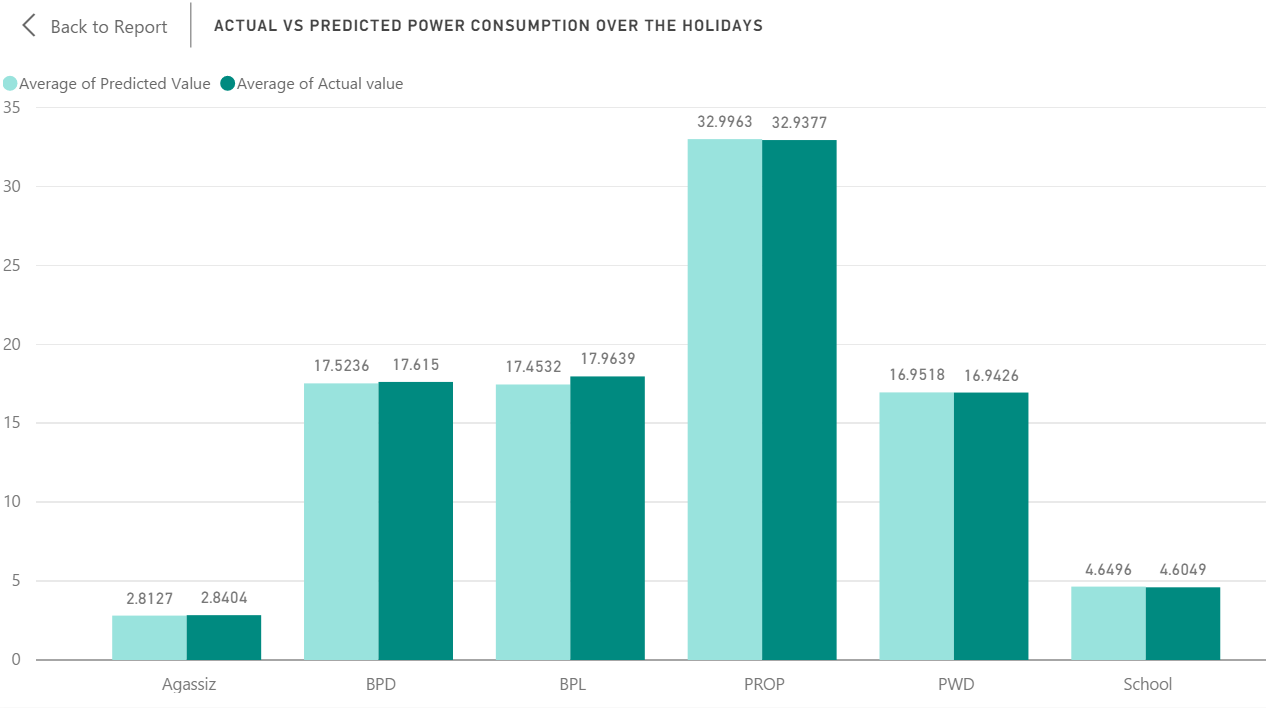 Back to Report
ACTUAL VS PREDICTED POWER CONSUMPTION OVER THE HOLIDAYS
Average of Predicted Value Average of Actual value
35
32.9963 32.9377
30
25
20
17.5236 17.615 17.4532 17.9639 16.9518 16.9426
15
10
5
2.8127 2.8404 4.6496 4.6049
0
Agassiz BPD BPL PROP PWD School